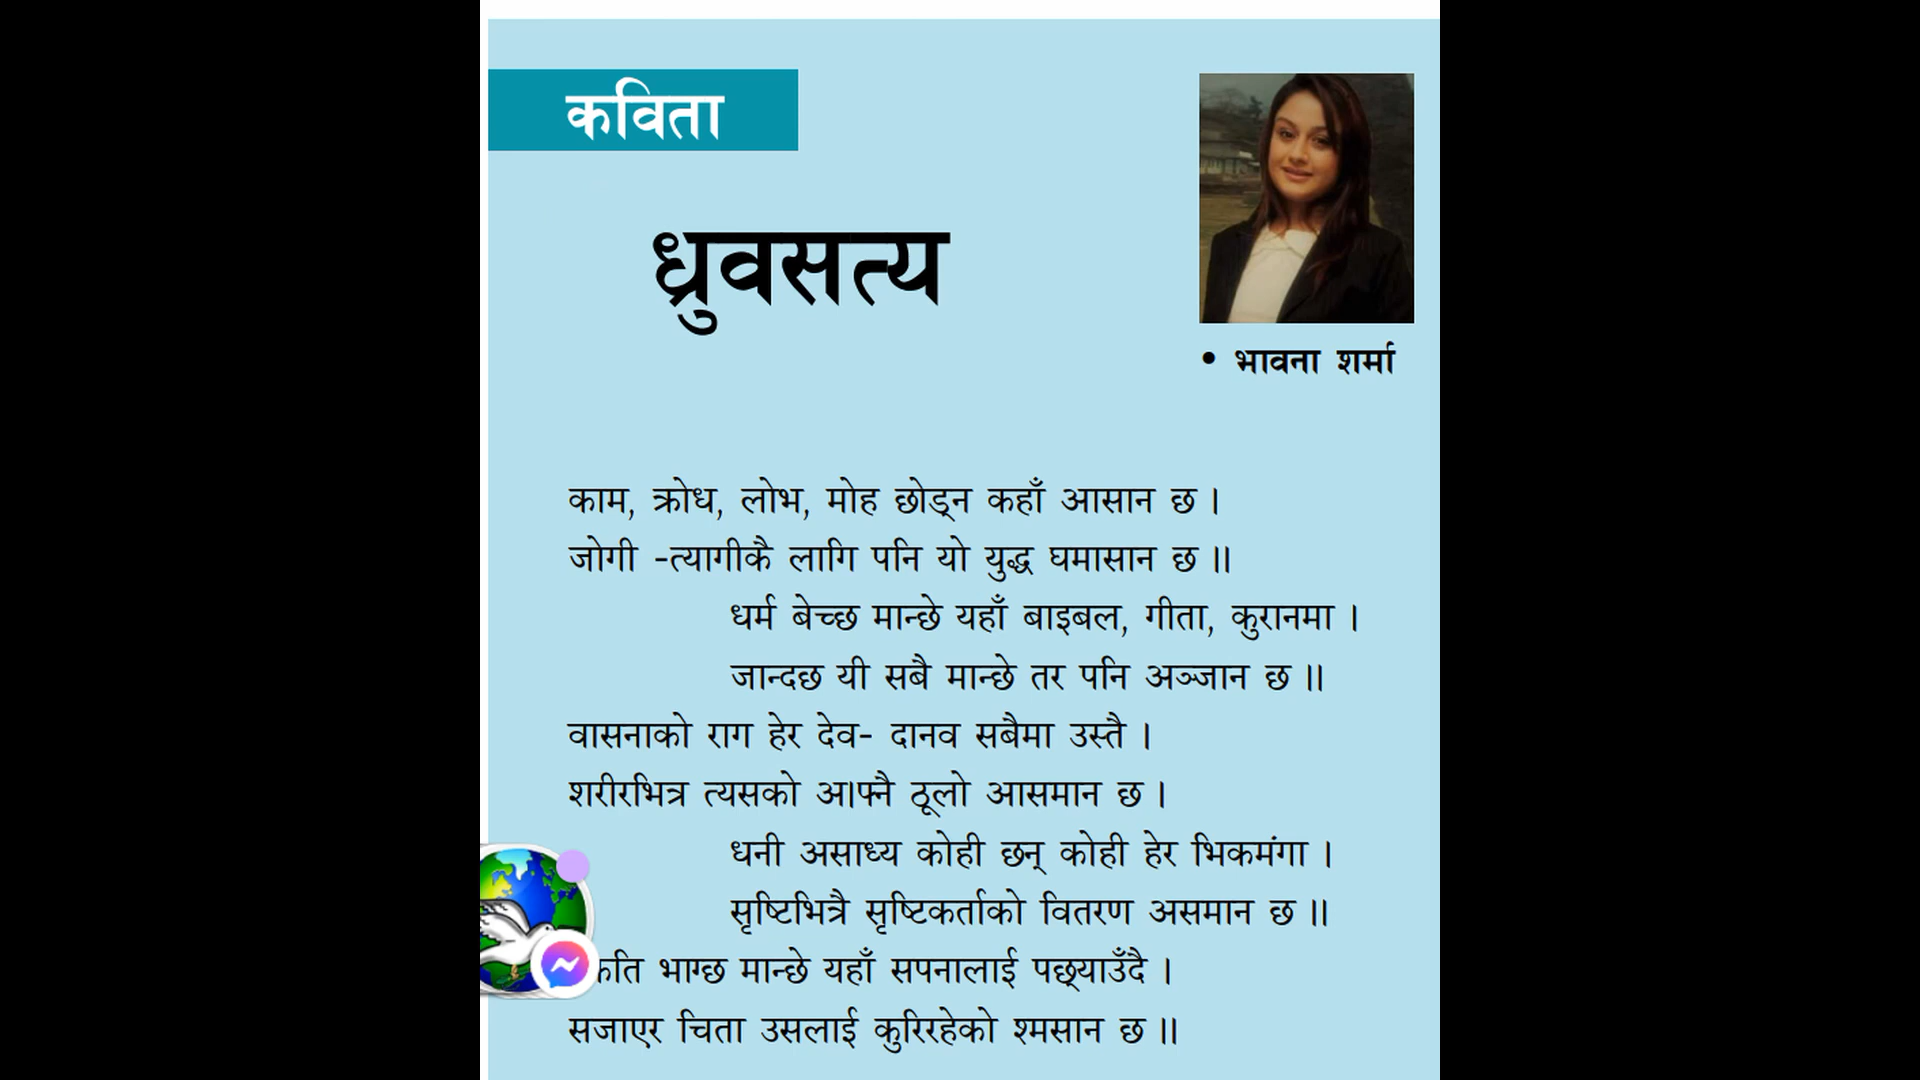 कविता
ध्रुवसत्य
• भावना शर्मा
काम, क्रोध, लोभ, मोह छोड्न कहाँ आसान छ ।
जोगी -त्यागीकै लागि पनि यो युद्ध घमासान छ ॥
धर्म बेच्छ मान्छे यहाँ बाइबल, गीता, कुरानमा ।
जान्दछ यी सबै मान्छे तर पनि अञ्जान छ ॥
वासनाको राग हेर देव- दानव सबैमा उस्तै ।
शरीरभित्र त्यसको अ।फ्नै ठूलो आसमान छ ।
धनी असाध्य कोही छन् कोही हेर भिकमंगा ।
सृष्टिभित्रै सृष्टिकर्ताको वितरण असमान छ ॥
कति भाग्छ मान्छे यहाँ सपनालाई पछ्याउँदै ।
सजाएर चिता उसलाई कुरिरहेको श्मसान छ ॥